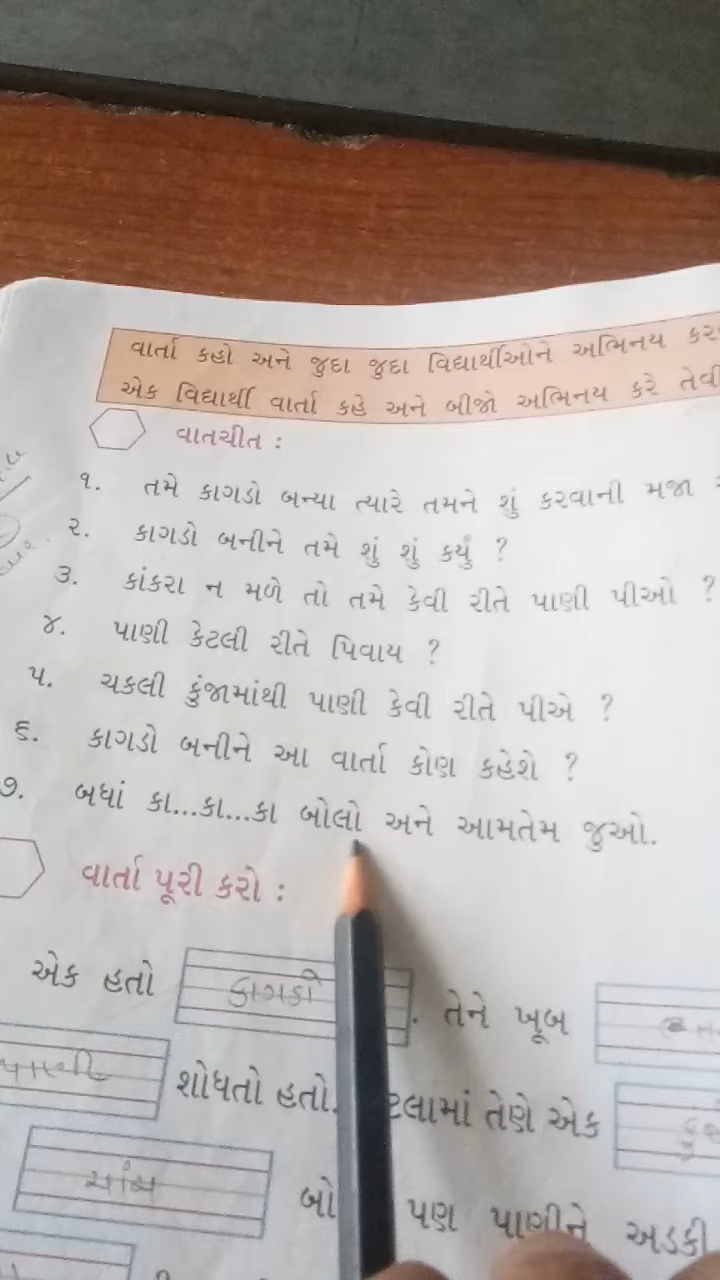 વાર્તા કહો અને જુદા જુદા વિદ્યાર્થીઓને અભિનય
એક વિદ્યાર્થી વાર્તા કહે અને બીજો અભિનય કરે તેવી
વાતચીત :
૧. તમે કાગડો બન્યા ત્યારે તમને શું કરવાની મજા
૨. કાગડો બનીને તમે શું શું કર્યું ?
૩. કાંકરા ન મળે તો તમે કેવી રીતે પાણી પીઓ ?
૪. પાણી કેટલી રીતે પિવાય ?
૫. ચકલી કુંજામાંથી પાણી કેવી રીતે પીએ ?
૬. કાગડો બનીને આ વાર્તા કોણ કહેશે ?
૭. બધાં કા...કા...કા બોલો અને આમતેમ જુઓ.
વાર્તા પૂરી કરો :
એક હતો કાગડો . તેને ખૂબ
શોધતો હતો. તેણે એક
ચાંચ પણ પાણીને અડકી